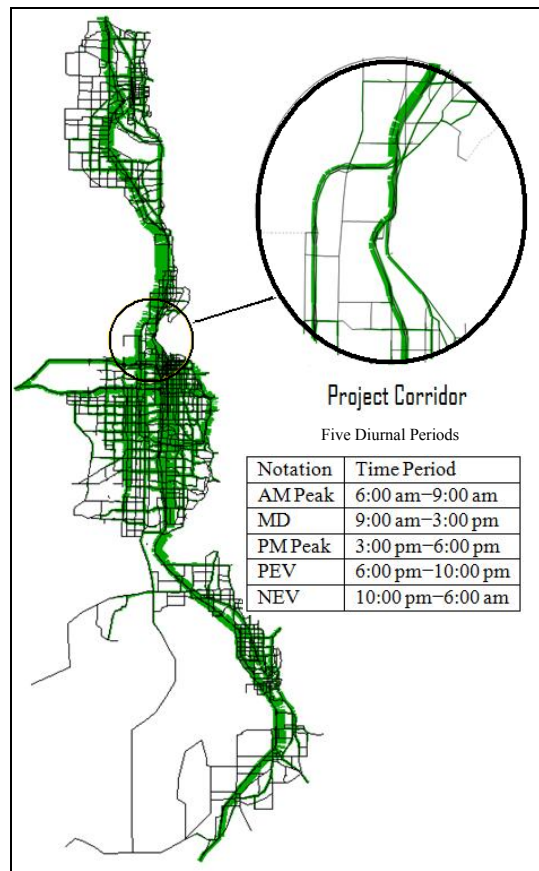 Project Corridor
Five Diurnal Periods
Notation Time Period
AM Peak 6:00 am−9:00 am
MD 9:00 am−3:00 pm
PM Peak 3:00 pm−6:00 pm
PEV 6:00 pm−10:00 pm
NEV 10:00 pm−6:00 am